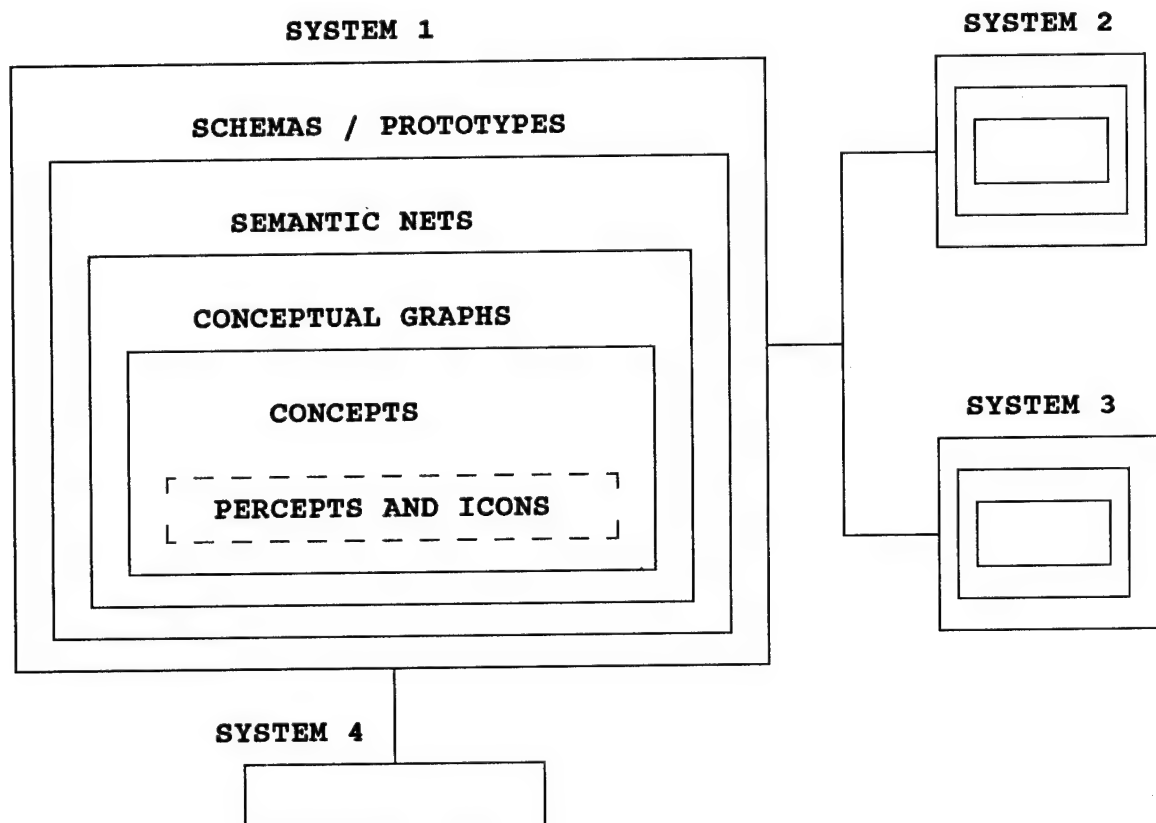 SYSTEM 1
SCHEMAS / PROTOTYPES
SEMANTIC NETS
CONCEPTUAL GRAPHS
CONCEPTS
PERCEPTS AND ICONS
SYSTEM 2
SYSTEM 3
SYSTEM 4